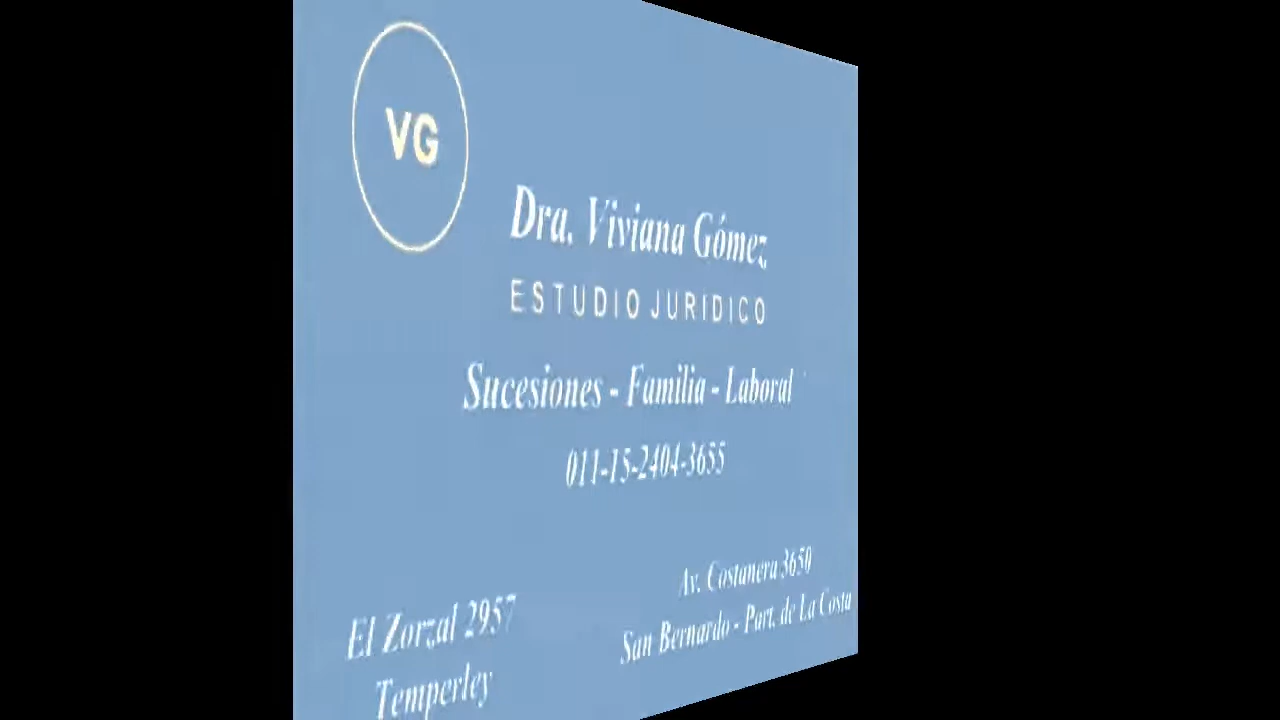 VG
Dra. Viviana Gómez
ESTUDIO JURIDICO
Sucesiones - Familia - Laboral
011-15-2404-3655
El Zorzal 2957
Temperley
Av. Costanera 3650
San Bernardo - Part. de La Costa